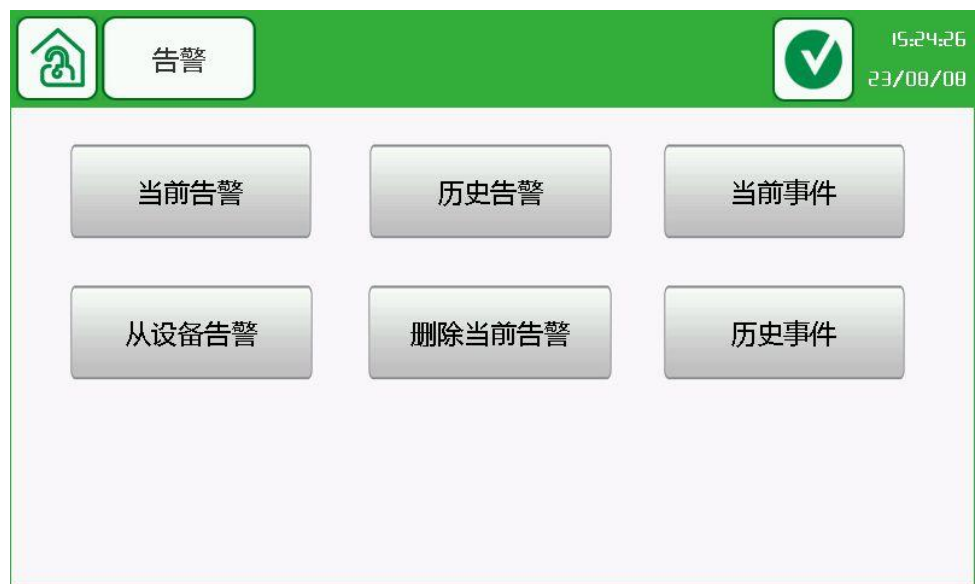 告警
15:24:26
23/08/08
当前告警
历史告警
当前事件
从设备告警
删除当前告警
历史事件